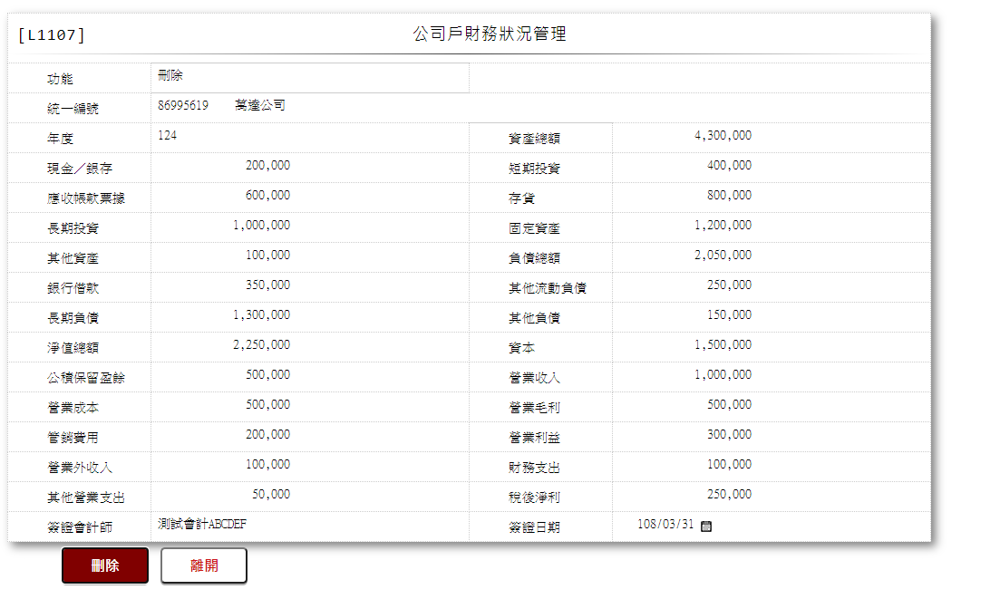 [L1107] 公司戶財務狀況管理
功能 刪除
統一編號 86995619 萬達公司
年度 124 資產總額 4,300,000
現金／銀存 200,000 短期投資 400,000
應收帳款票據 600,000 存貨 800,000
長期投資 1,000,000 固定資產 1,200,000
其他資產 100,000 負債總額 2,050,000
銀行借款 350,000 其他流動負債 250,000
長期負債 1,300,000 其他負債 150,000
淨值總額 2,250,000 資本 1,500,000
公積保留盈餘 500,000 營業收入 1,000,000
營業成本 500,000 營業毛利 500,000
管銷費用 200,000 營業利益 300,000
營業外收入 100,000 財務支出 100,000
其他營業支出 50,000 稅後淨利 250,000
簽證會計師 測試會計ABCDEF 簽證日期 108/03/31
刪除 離開